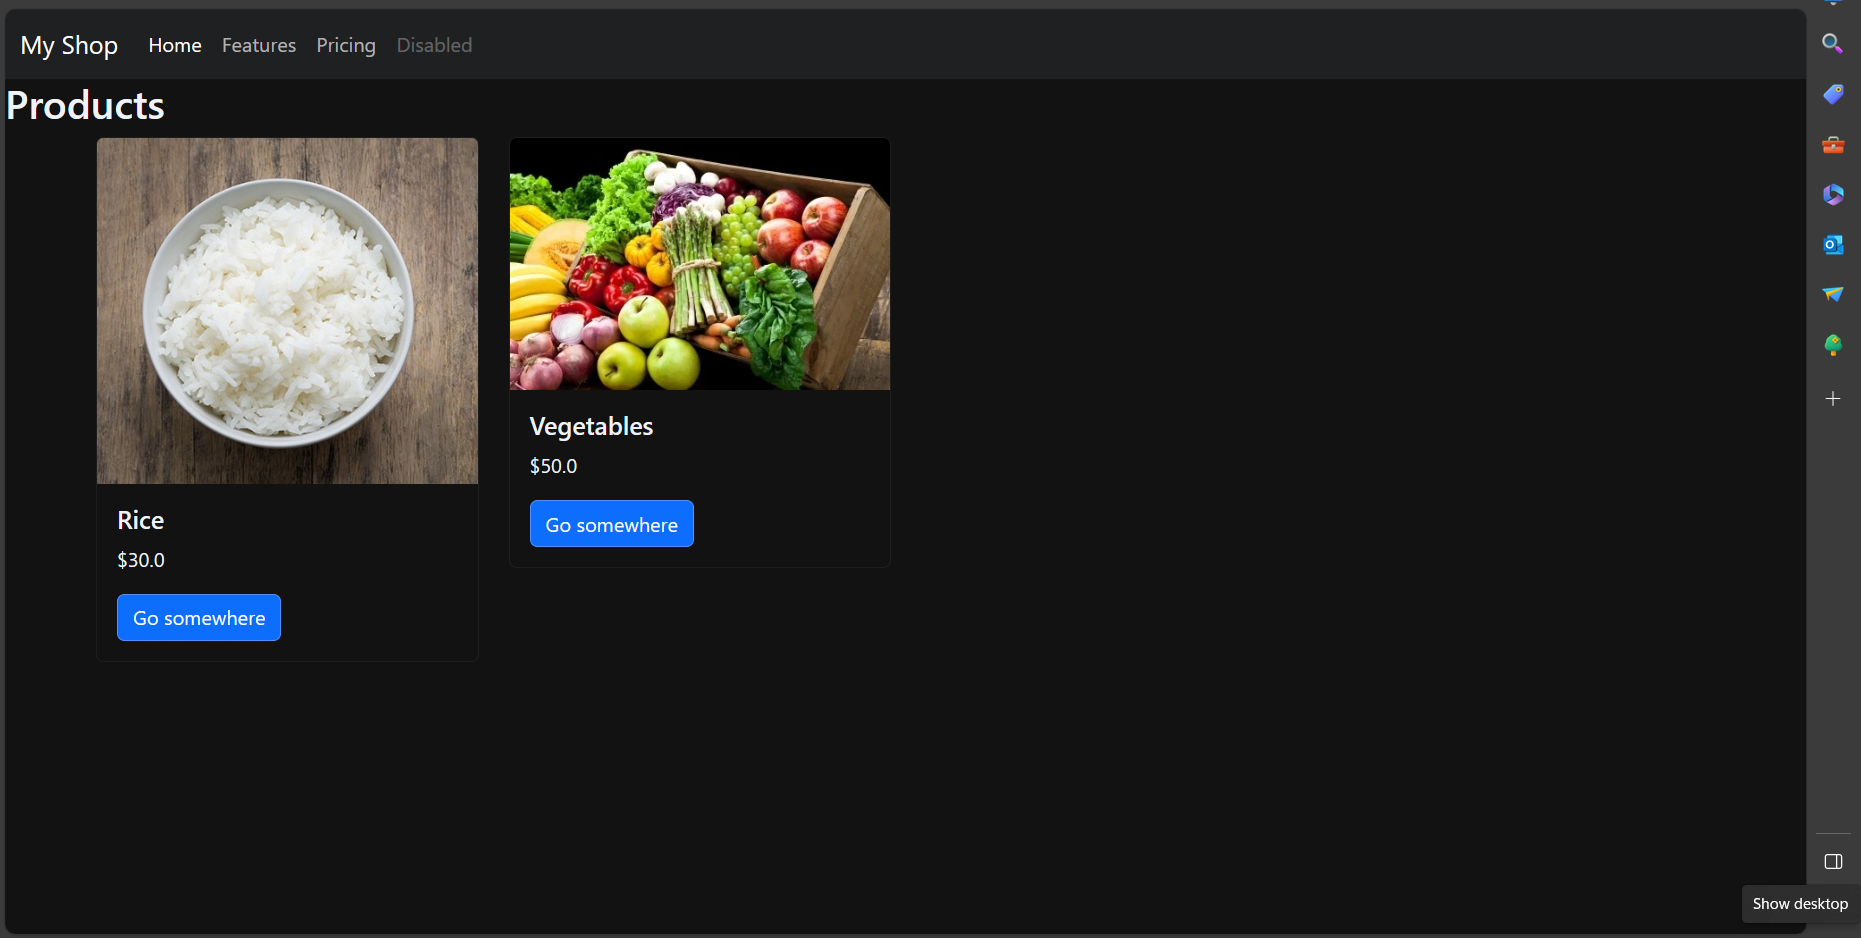 My Shop Home Features Pricing Disabled
Products
Rice
$30.0
Go somewhere
Vegetables
$50.0
Go somewhere
Show desktop